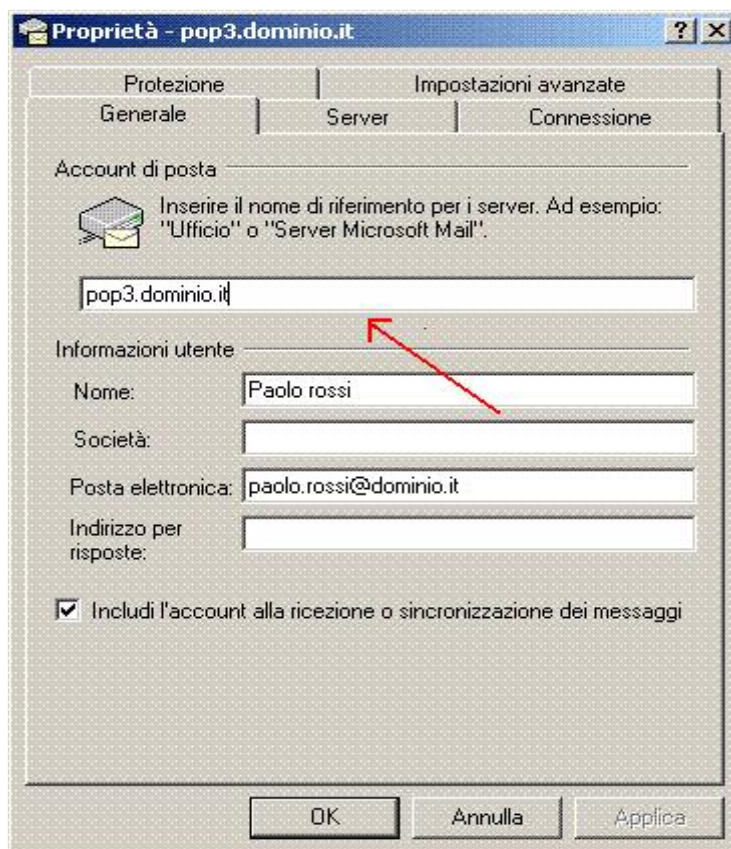 Proprietà - pop3.dominio.it
Protezione Impostazioni avanzate
Generale Server Connessione
Account di posta
Inserire il nome di riferimento per i server. Ad esempio:
"Ufficio" o "Server Microsoft Mail".
pop3.dominio.it
Informazioni utente
Nome: Paolo rossi
Società:
Posta elettronica: paolo.rossi@dominio.it
Indirizzo per
risposte:
Includi l'account alla ricezione o sincronizzazione dei messaggi
OK Annulla Applica